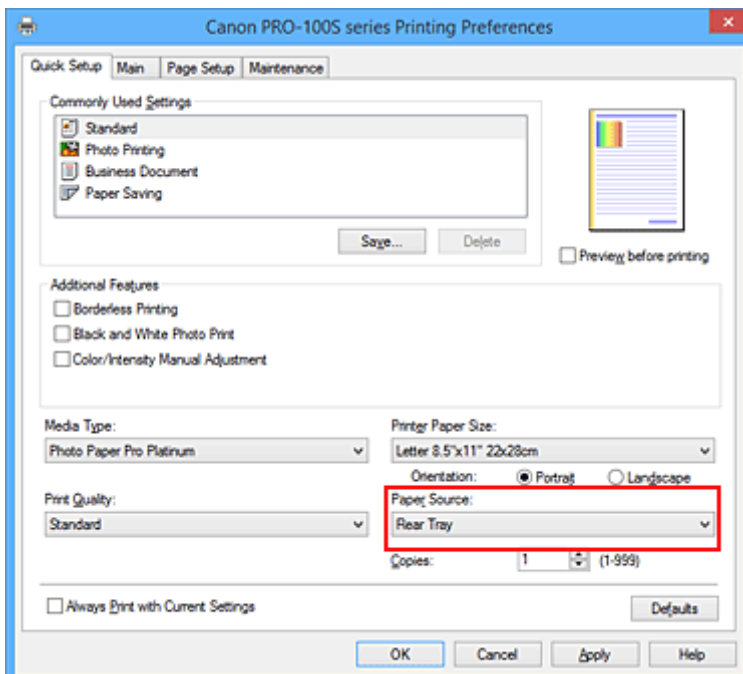 Canon PRO-100S series Printing Preferences
Quick Setup Main Page Setup Maintenance
Commonly Used Settings
Standard
Photo Printing
Business Document
Paper Saving
Save... Delete
Preview before printing
Additional Features
Borderless Printing
Black and White Photo Print
Color/Intensity Manual Adjustment
Media Type: Printer Paper Size:
Photo Paper Pro Platinum Letter 8.5"x11" 22x28cm
Orientation: Portrait Landscape
Print Quality: Paper Source:
Standard Rear Tray
Copies: 1 (1-999)
Always Print with Current Settings Defaults
OK Cancel Apply Help